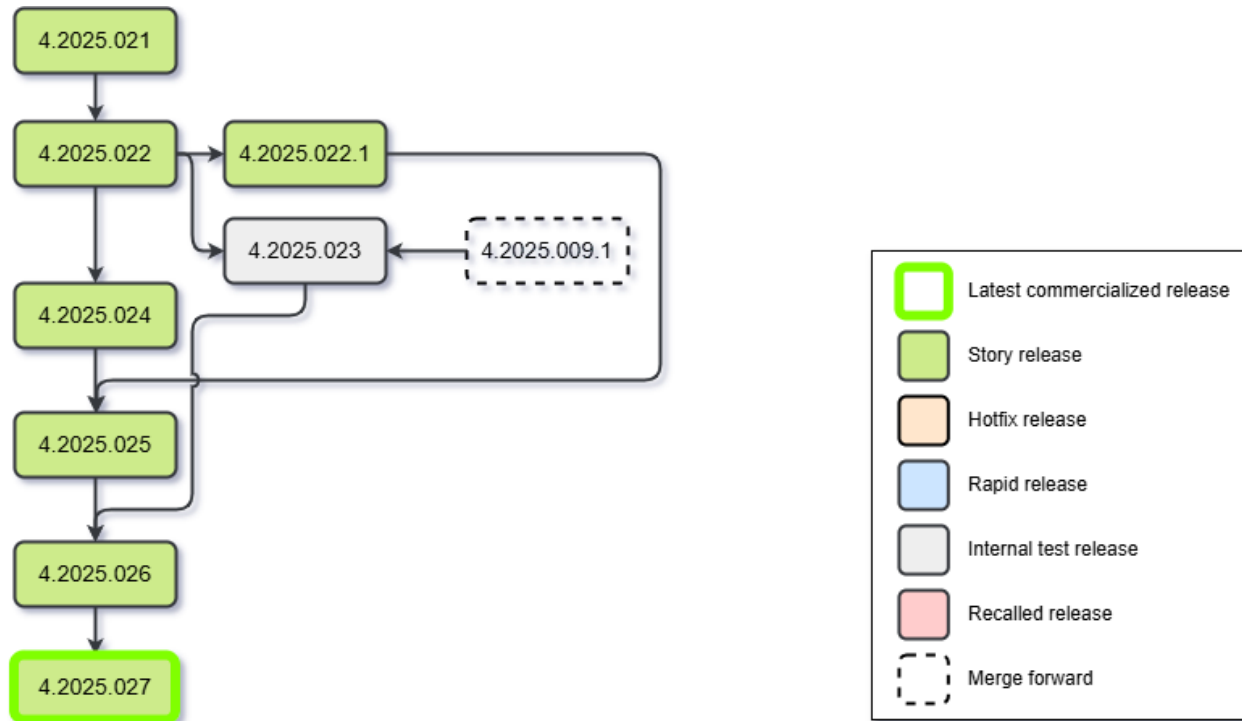 4.2025.021
4.2025.022
4.2025.022.1
4.2025.023
4.2025.009.1
4.2025.024
4.2025.025
4.2025.026
4.2025.027
Latest commercialized release
Story release
Hotfix release
Rapid release
Internal test release
Recalled release
Merge forward